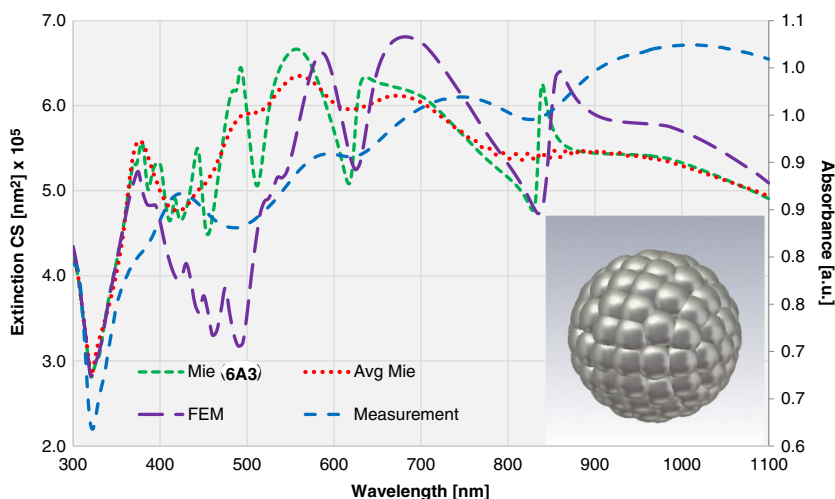 7.0
6.0
5.0
4.0
3.0
2.0
Extinction CS [nm²] x 10⁵
1.1
1.0
1.0
0.9
0.9
0.8
0.8
0.7
0.7
0.6
Absorbance [a.u.]
Mie (6A3)
Avg Mie
FEM
Measurement
300 400 500 600 700 800 900 1000 1100
Wavelength [nm]